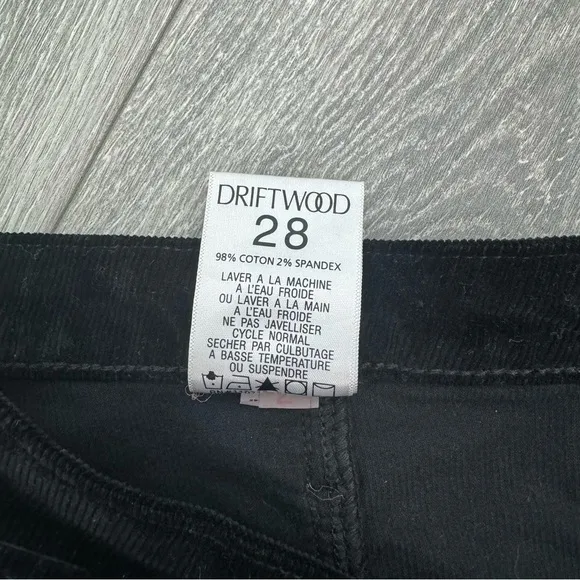 DRIFTWOOD
28
98% COTON 2% SPANDEX
LAVER A LA MACHINE
A L'EAU FROIDE
OU LAVER A LA MAIN
A L'EAU FROIDE
NE PAS JAVELLISER
CYCLE NORMAL
SECHER PAR CULBUTAGE
A BASSE TEMPERATURE
OU SUSPENDRE